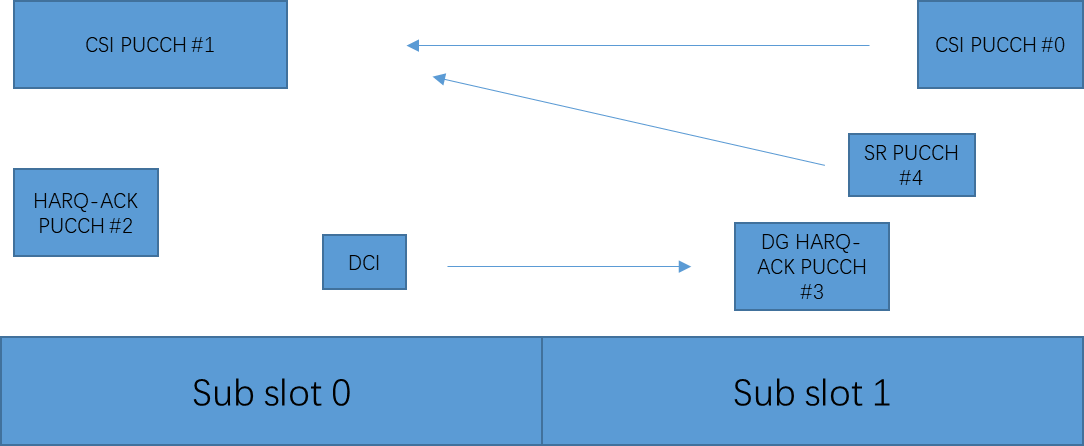 CSI PUCCH #1
CSI PUCCH #0
SR PUCCH
#4
HARQ-ACK
PUCCH #2
DCI
DG HARQ-
ACK PUCCH
#3
Sub slot 0
Sub slot 1